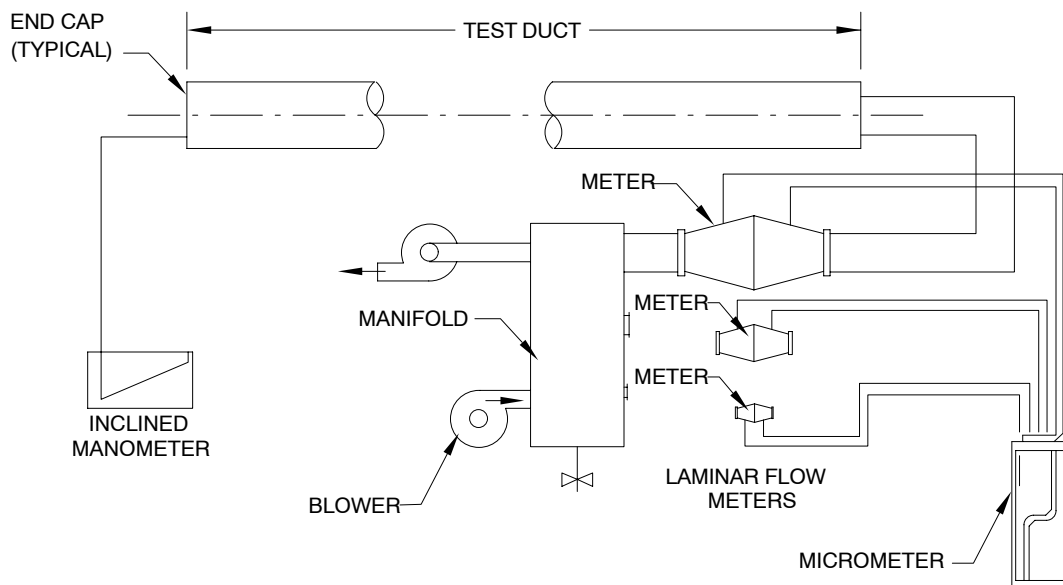 END CAP
(TYPICAL)
TEST DUCT
METER
MANIFOLD
METER
METER
INCLINED
MANOMETER
BLOWER
LAMINAR FLOW
METERS
MICROMETER